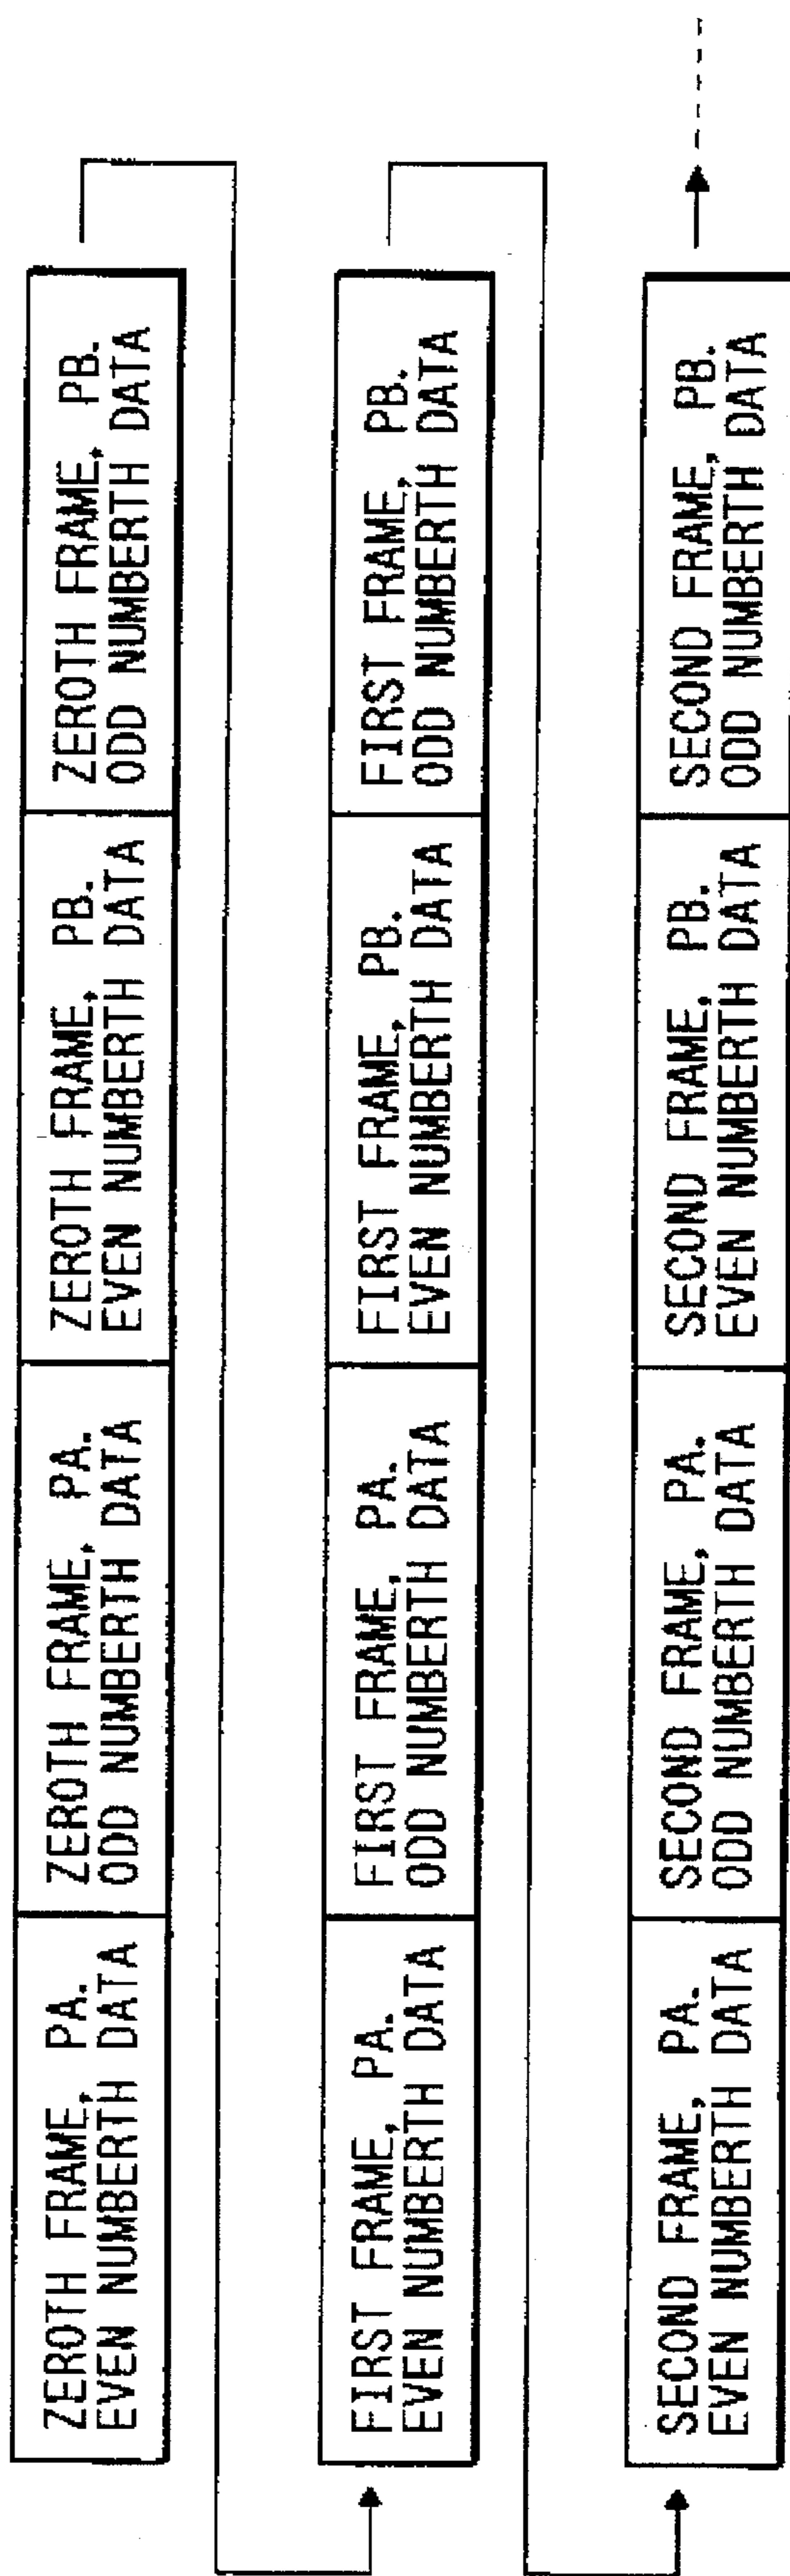 ZEROTH FRAME, PA.
EVEN NUMBERTH DATA
ZEROTH FRAME, PA.
ODD NUMBERTH DATA
ZEROTH FRAME, PB.
EVEN NUMBERTH DATA
ZEROTH FRAME, PB.
ODD NUMBERTH DATA
FIRST FRAME, PA.
EVEN NUMBERTH DATA
FIRST FRAME, PA.
ODD NUMBERTH DATA
FIRST FRAME, PB.
EVEN NUMBERTH DATA
FIRST FRAME, PB.
ODD NUMBERTH DATA
SECOND FRAME, PA.
EVEN NUMBERTH DATA
SECOND FRAME, PA.
ODD NUMBERTH DATA
SECOND FRAME, PB.
EVEN NUMBERTH DATA
SECOND FRAME, PB.
ODD NUMBERTH DATA